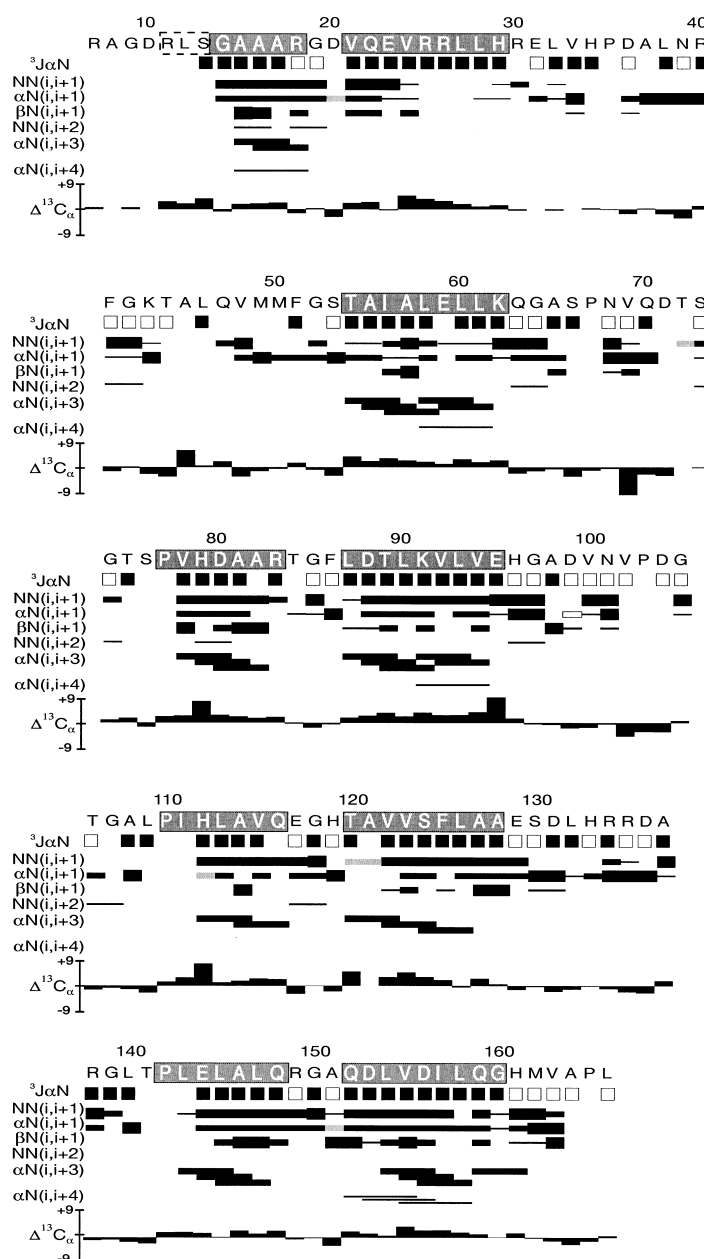 10 20 30 40
R A G D R L S G A A A R G D V Q E V R R L L H R E L V H P D A L N R
³JαN
NN(i,i+1)
αN(i,i+1)
βN(i,i+1)
NN(i,i+2)
αN(i,i+3)
αN(i,i+4)
+9
Δ¹³Cα
-9
50 60 70
F G K T A L Q V M M F G S T A I A L E L L K Q G A S P N V Q D T S
³JαN
NN(i,i+1)
αN(i,i+1)
βN(i,i+1)
NN(i,i+2)
αN(i,i+3)
αN(i,i+4)
+9
Δ¹³Cα
-9
80 90 100
G T S P V H D A A R T G F L D T L K V L V E H G A D V N V P D G
³JαN
NN(i,i+1)
αN(i,i+1)
βN(i,i+1)
NN(i,i+2)
αN(i,i+3)
αN(i,i+4)
+9
Δ¹³Cα
-9
110 120 130
T G A L P I H L A V Q E G H T A V V S F L A A E S D L H R R D A
³JαN
NN(i,i+1)
αN(i,i+1)
βN(i,i+1)
NN(i,i+2)
αN(i,i+3)
αN(i,i+4)
+9
Δ¹³Cα
-9
140 150 160
R G L T P L E L A L Q R G A Q D L V D I L Q G H M V A P L
³JαN
NN(i,i+1)
αN(i,i+1)
βN(i,i+1)
NN(i,i+2)
αN(i,i+3)
αN(i,i+4)
+9
Δ¹³Cα
-9